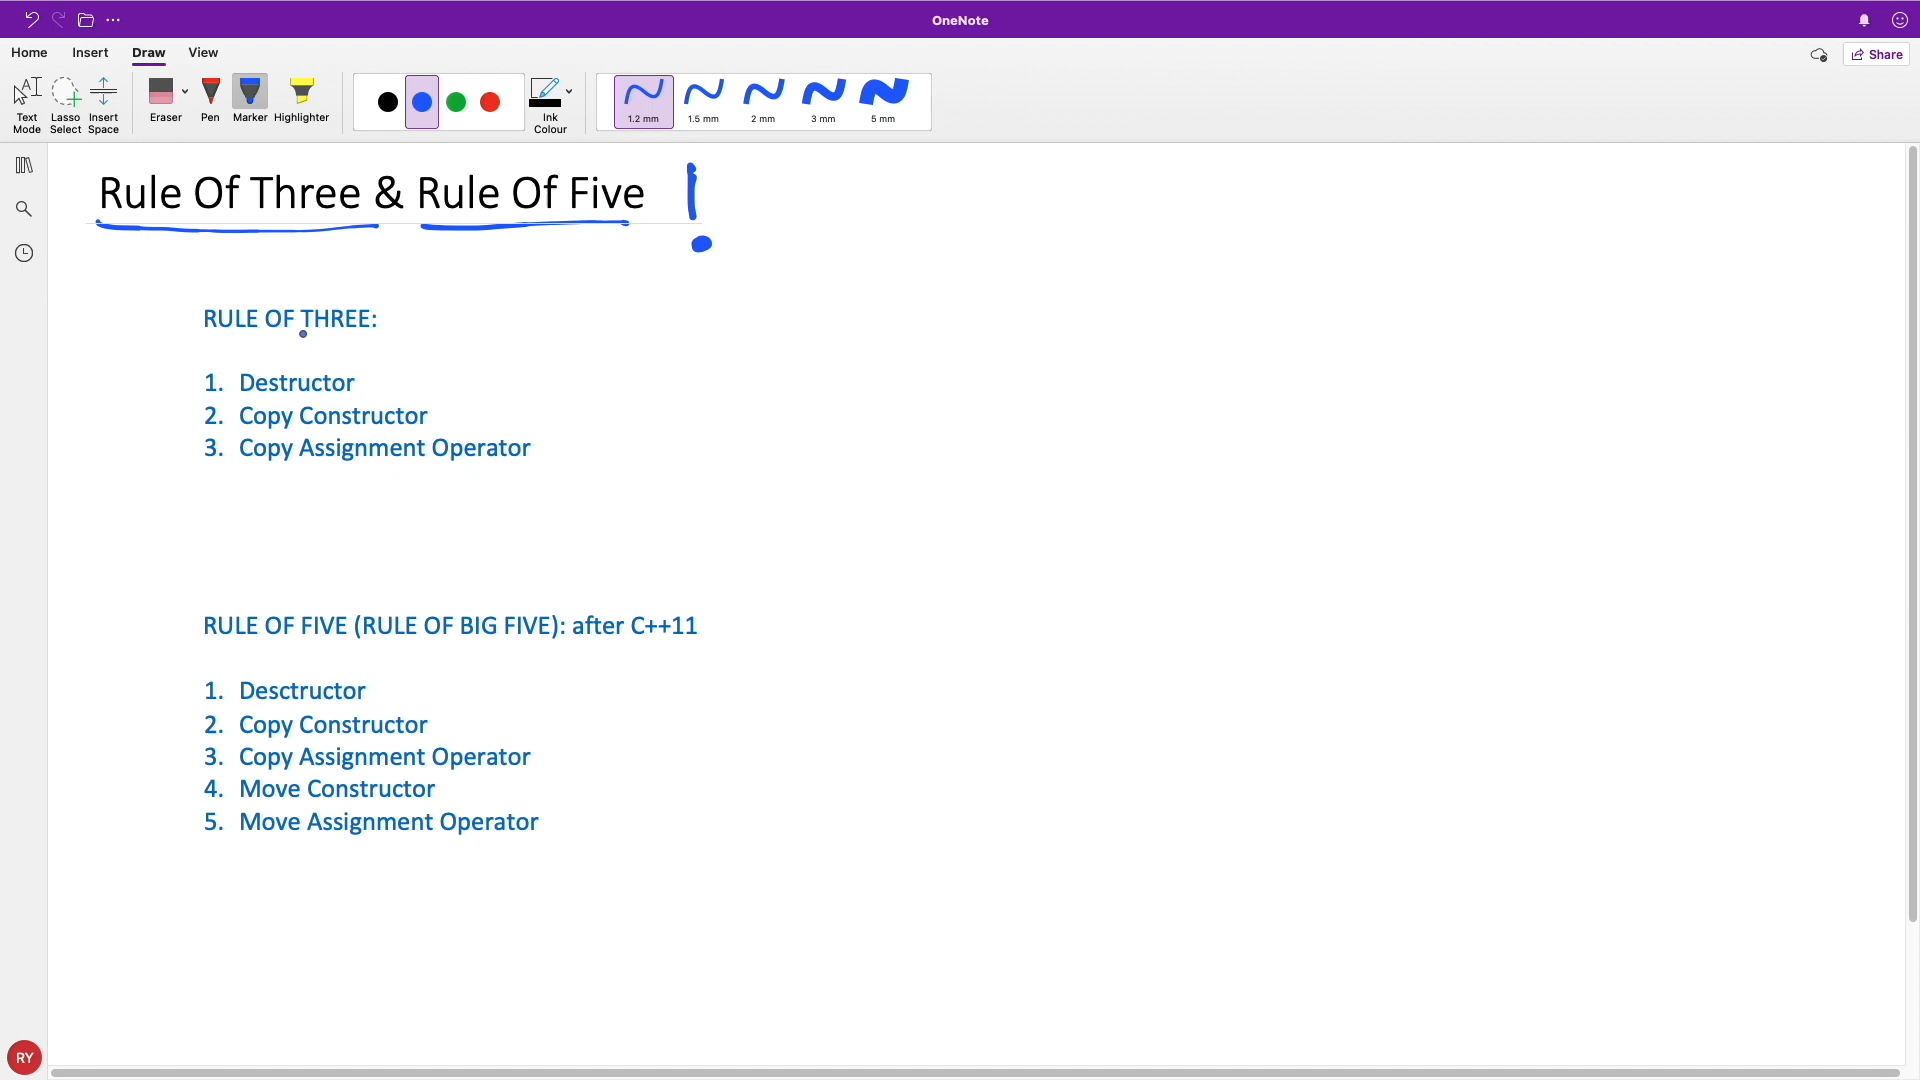 OneNote
Home Insert Draw View
Share
Text Mode
Lasso Select
Insert Space
Eraser
Pen
Marker
Highlighter
Ink Colour
1.2 mm
1.5 mm
2 mm
3 mm
5 mm
Rule Of Three & Rule Of Five !
RULE OF THREE:
1. Destructor
2. Copy Constructor
3. Copy Assignment Operator
RULE OF FIVE (RULE OF BIG FIVE): after C++11
1. Desctructor
2. Copy Constructor
3. Copy Assignment Operator
4. Move Constructor
5. Move Assignment Operator
RY